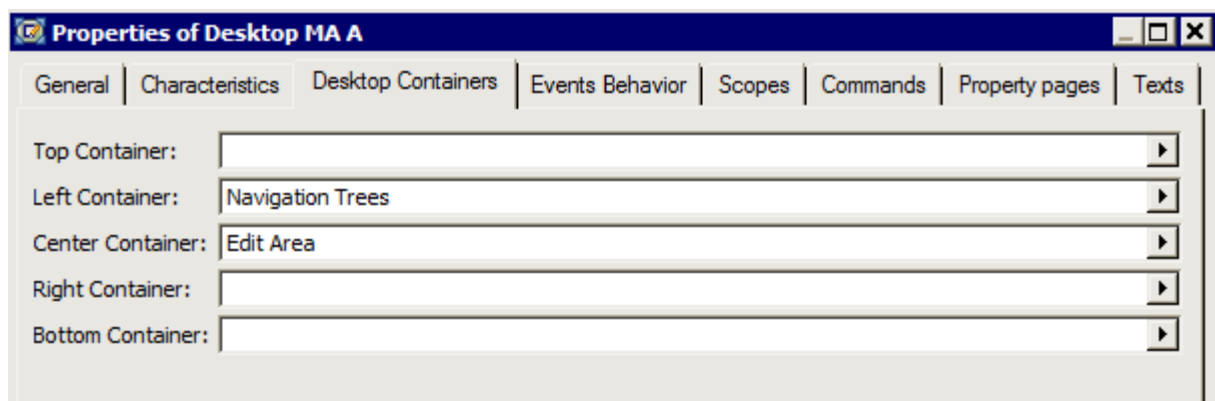 Properties of Desktop MA A
General Characteristics Desktop Containers Events Behavior Scopes Commands Property pages Texts
Top Container:
Left Container: Navigation Trees
Center Container: Edit Area
Right Container:
Bottom Container: